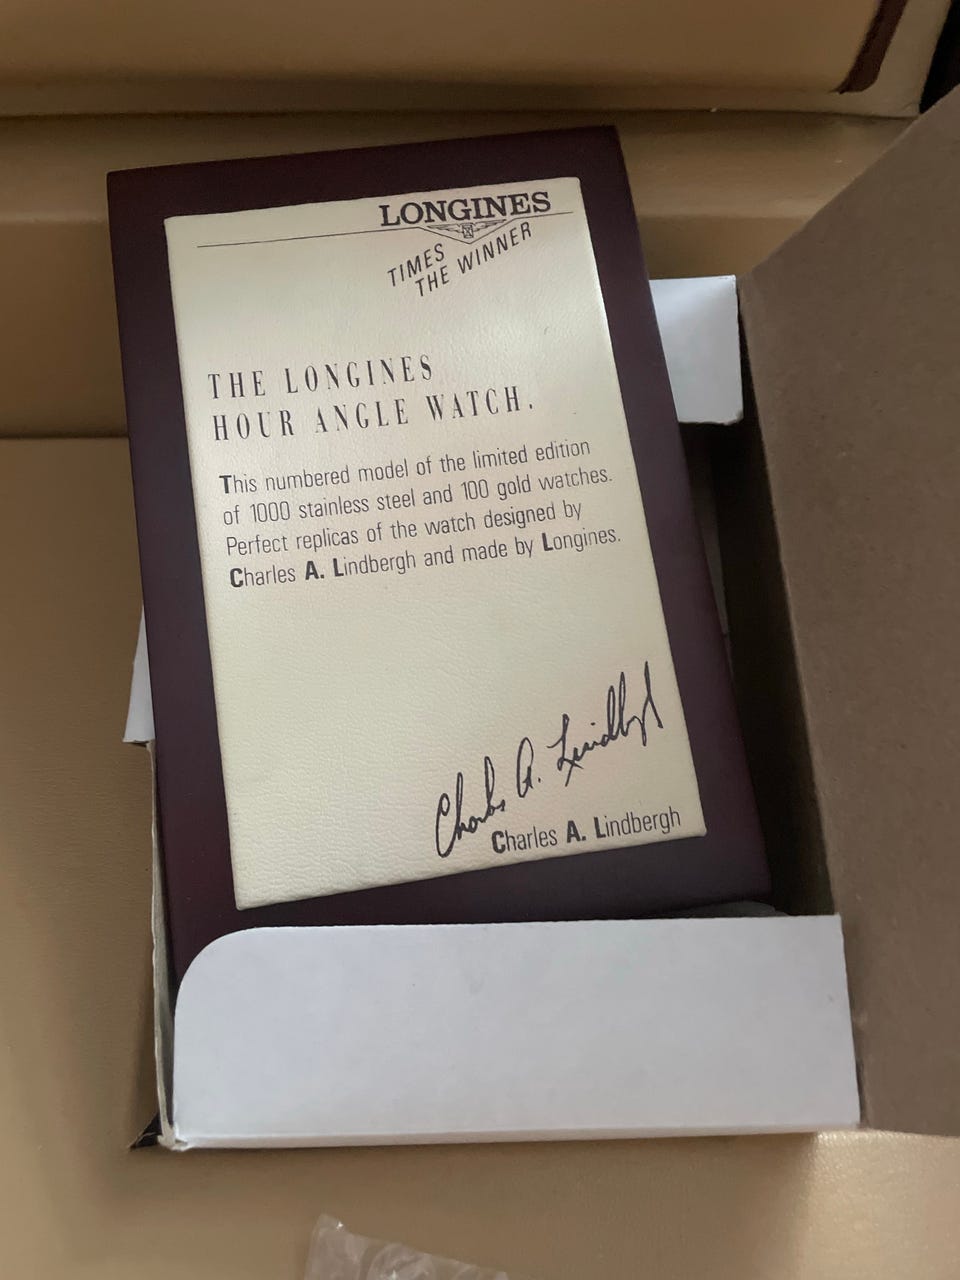 LONGINES
TIMES
THE WINNER
THE LONGINES
HOUR ANGLE WATCH.
This numbered model of the limited edition
of 1000 stainless steel and 100 gold watches.
Perfect replicas of the watch designed by
Charles A. Lindbergh and made by Longines.
Charles A. Lindbergh
Charles A. Lindbergh